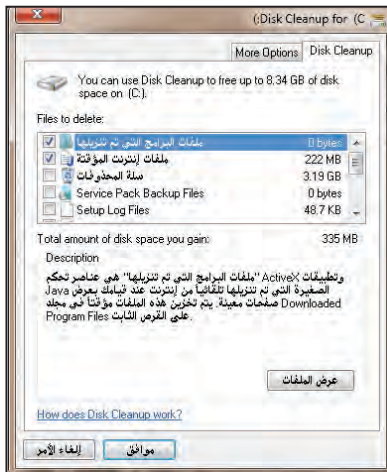 (:Disk Cleanup for (C
More Options
Disk Cleanup
You can use Disk Cleanup to free up to 8.34 GB of disk
space on (C:).
Files to delete:
ملفات البرامج التي تم تنزيلها 0 bytes
ملفات إنترنت المؤقتة 222 MB
سلة المحذوفات 3.19 GB
Service Pack Backup Files 0 bytes
Setup Log Files 48.7 KB
Total amount of disk space you gain: 335 MB
Description
وتطبيقات ActiveX "ملفات البرامج التي تم تنزيلها" هي عناصر تحكم
Java الصغيرة التي تم تنزيلها تلقائياً من إنترنت عند قيامك بعرض
صفحات معينة. يتم تخزين هذه الملفات مؤقتاً في مجلد Downloaded
Program Files على القرص الثابت.
عرض الملفات
How does Disk Cleanup work?
موافق
إلغاء الأمر